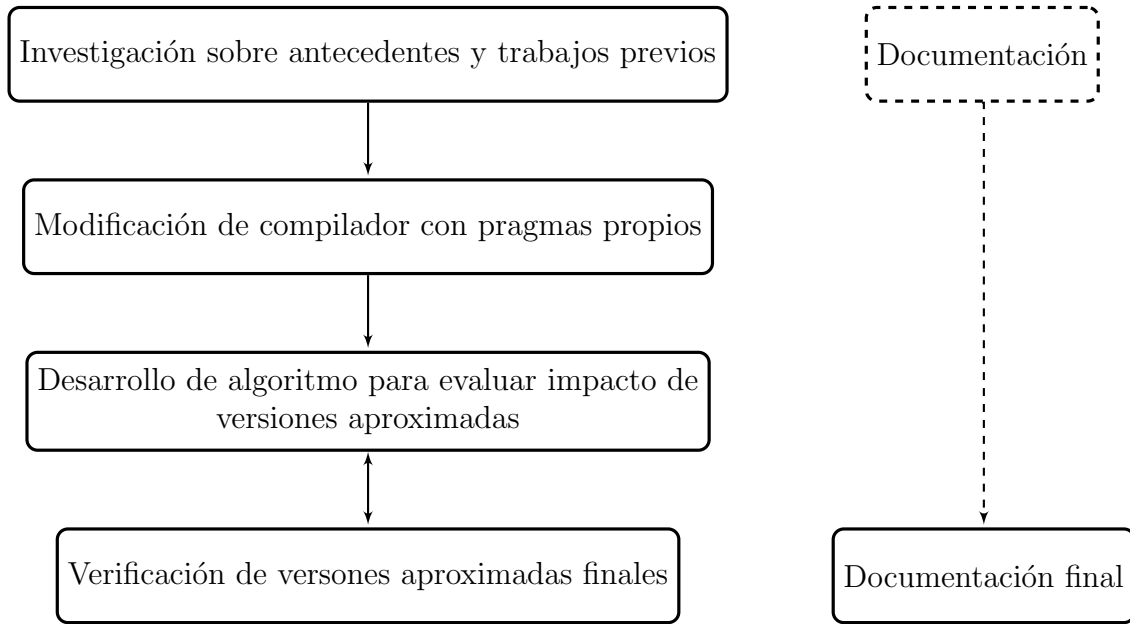 Investigación sobre antecedentes y trabajos previos
Documentación
Modificación de compilador con pragmas propios
Desarrollo de algoritmo para evaluar impacto de
versiones aproximadas
Verificación de versones aproximadas finales
Documentación final